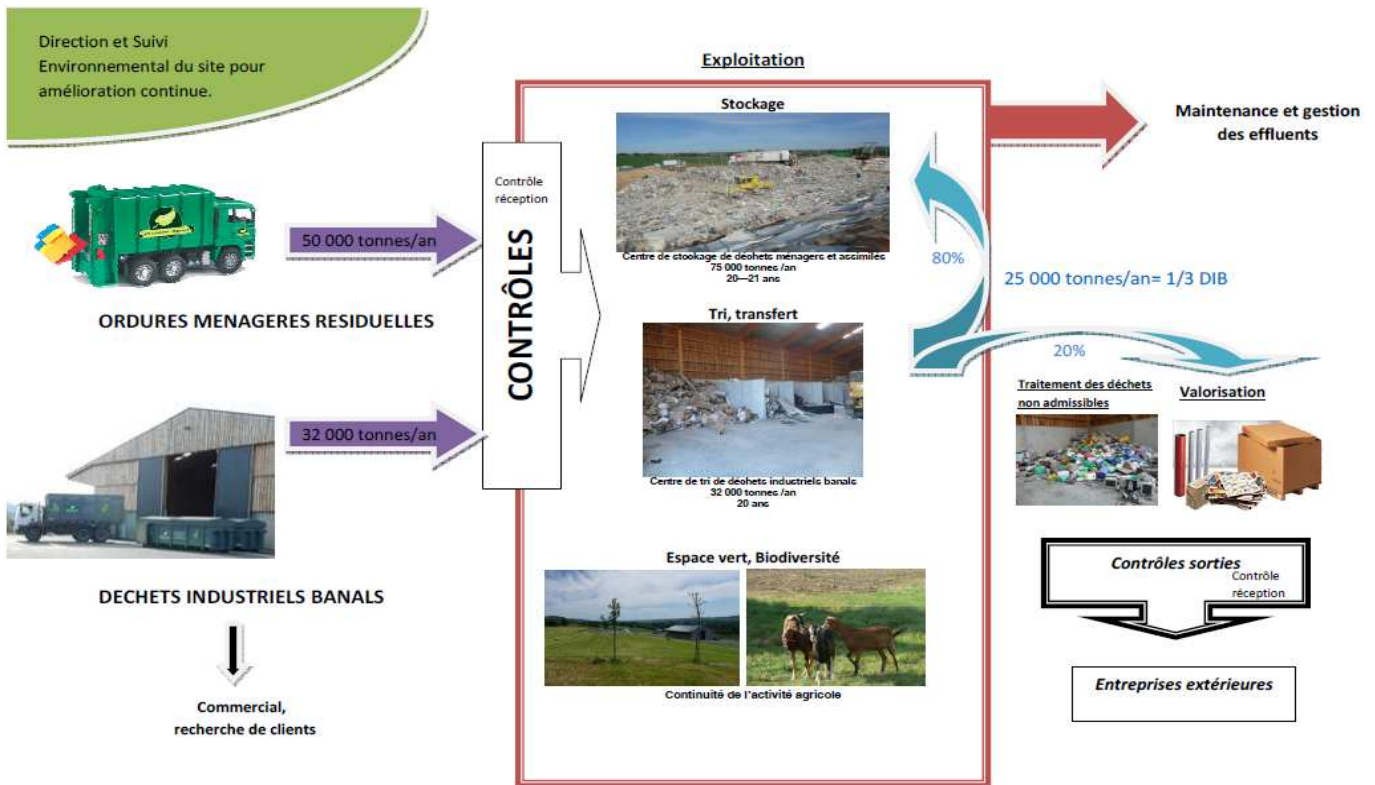 Direction et Suivi
Environnemental du site pour
amélioration continue.
Exploitation
Stockage
Maintenance et gestion
des effluents
Contrôle
réception
CONTRÔLES
50 000 tonnes/an
Centre de stockage de déchets ménagers et assimilés
75 000 tonnes /an
20—21 ans
80%
25 000 tonnes/an= 1/3 DIB
ORDURES MENAGERES RESIDUELLES
Tri, transfert
20%
Traitement des déchets
non admissibles
Valorisation
32 000 tonnes/an
Centre de tri de déchets industriels banals
32 000 tonnes /an
20 ans
Espace vert, Biodiversité
Contrôles sorties
Contrôle
réception
DECHETS INDUSTRIELS BANALS
Continuité de l'activité agricole
Entreprises extérieures
Commercial,
recherche de clients